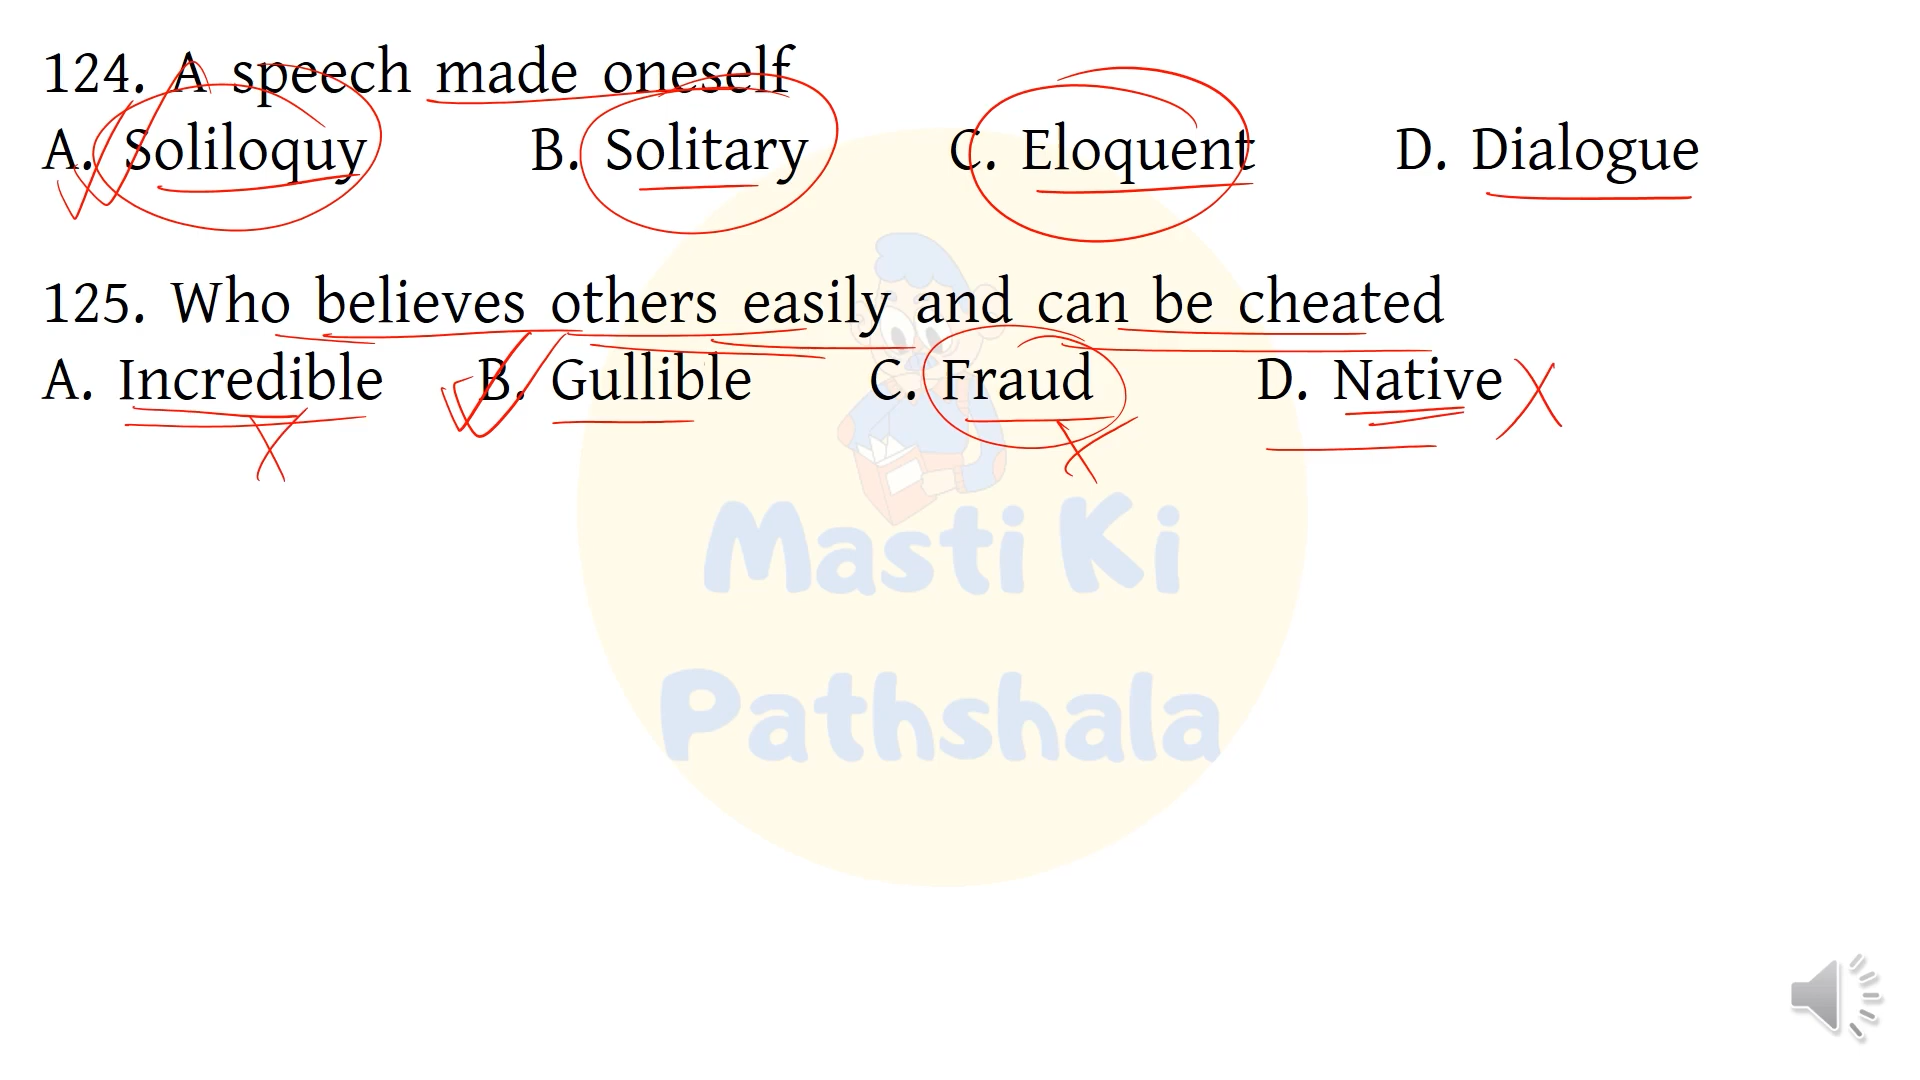 124. A speech made oneself
A. Soliloquy B. Solitary C. Eloquent D. Dialogue
125. Who believes others easily and can be cheated
A. Incredible B. Gullible C. Fraud D. Native
Masti Ki
Pathshala